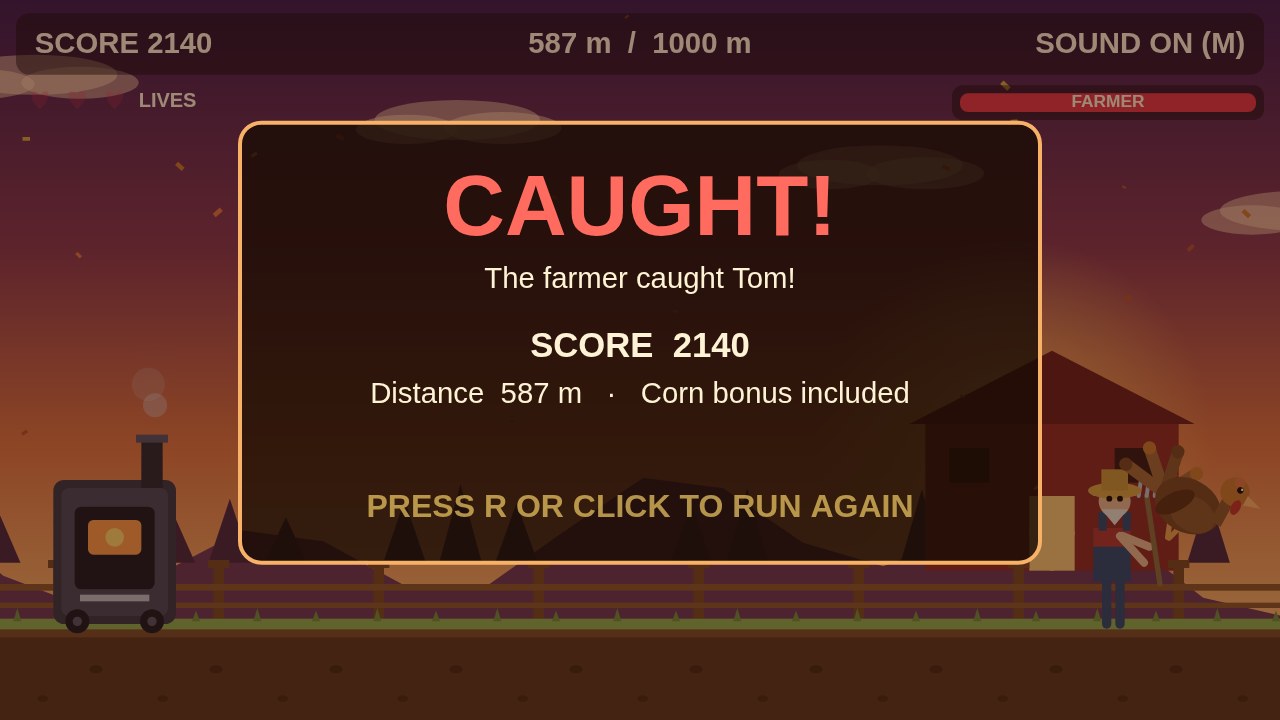 SCORE 2140
587 m / 1000 m
SOUND ON (M)
LIVES
FARMER
CAUGHT!
The farmer caught Tom!
SCORE 2140
Distance 587 m · Corn bonus included
PRESS R OR CLICK TO RUN AGAIN